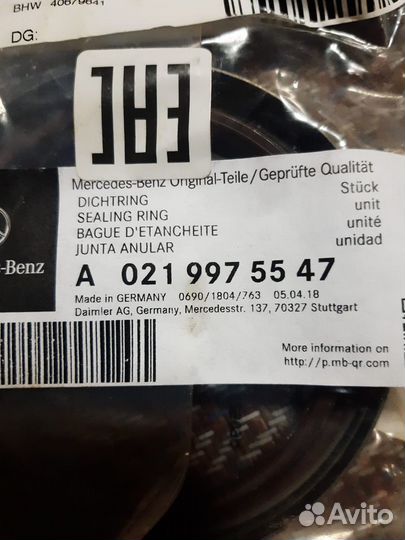 BHW 40679841
DG:
EAC
Mercedes-Benz Original-Teile/Geprüfte Qualität
DICHTRING
SEALING RING
BAGUE D'ETANCHEITE
JUNTA ANULAR
Stück
unit
unité
unidad
s-Benz
A 021 997 55 47
Made in GERMANY 0690/1804/763 05.04.18
Daimler AG, Germany, Mercedesstr. 137, 70327 Stuttgart
More information on
http://p.mb-qr.com/
Avito